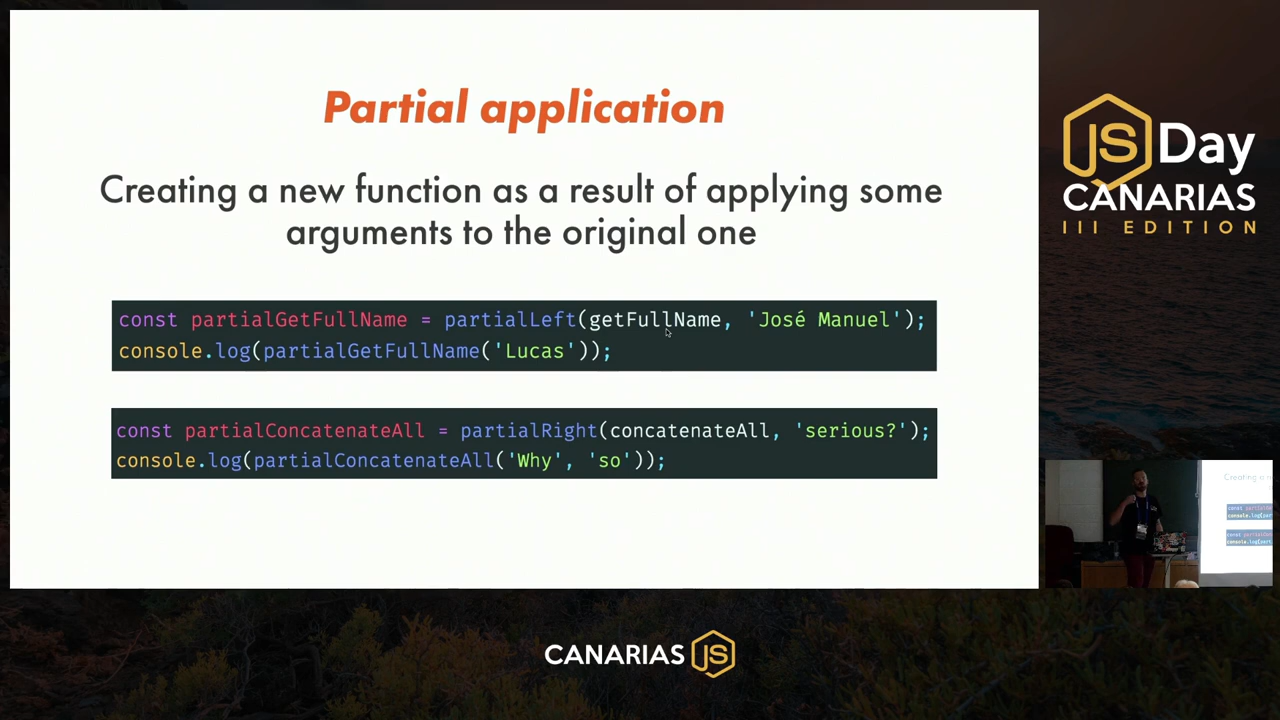 Partial application
Creating a new function as a result of applying some
arguments to the original one
const partialGetFullName = partialLeft(getFullName, 'José Manuel');
console.log(partialGetFullName('Lucas'));
const partialConcatenateAll = partialRight(concatenateAll, 'serious?');
console.log(partialConcatenateAll('Why', 'so'));
JS Day
CANARIAS
III EDITION
CANARIAS JS